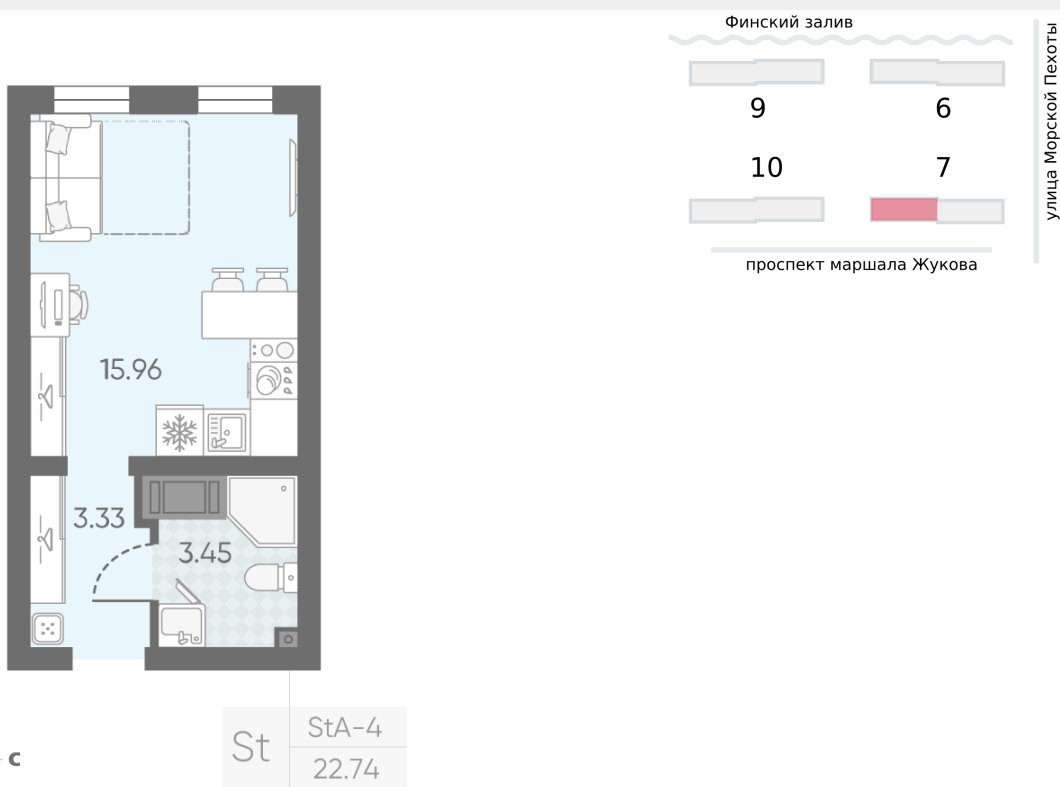 Финский залив
улица Морской Пехоты
9
6
10
7
проспект маршала Жукова
15.96
3.33
3.45
St
StA-4
22.74
с